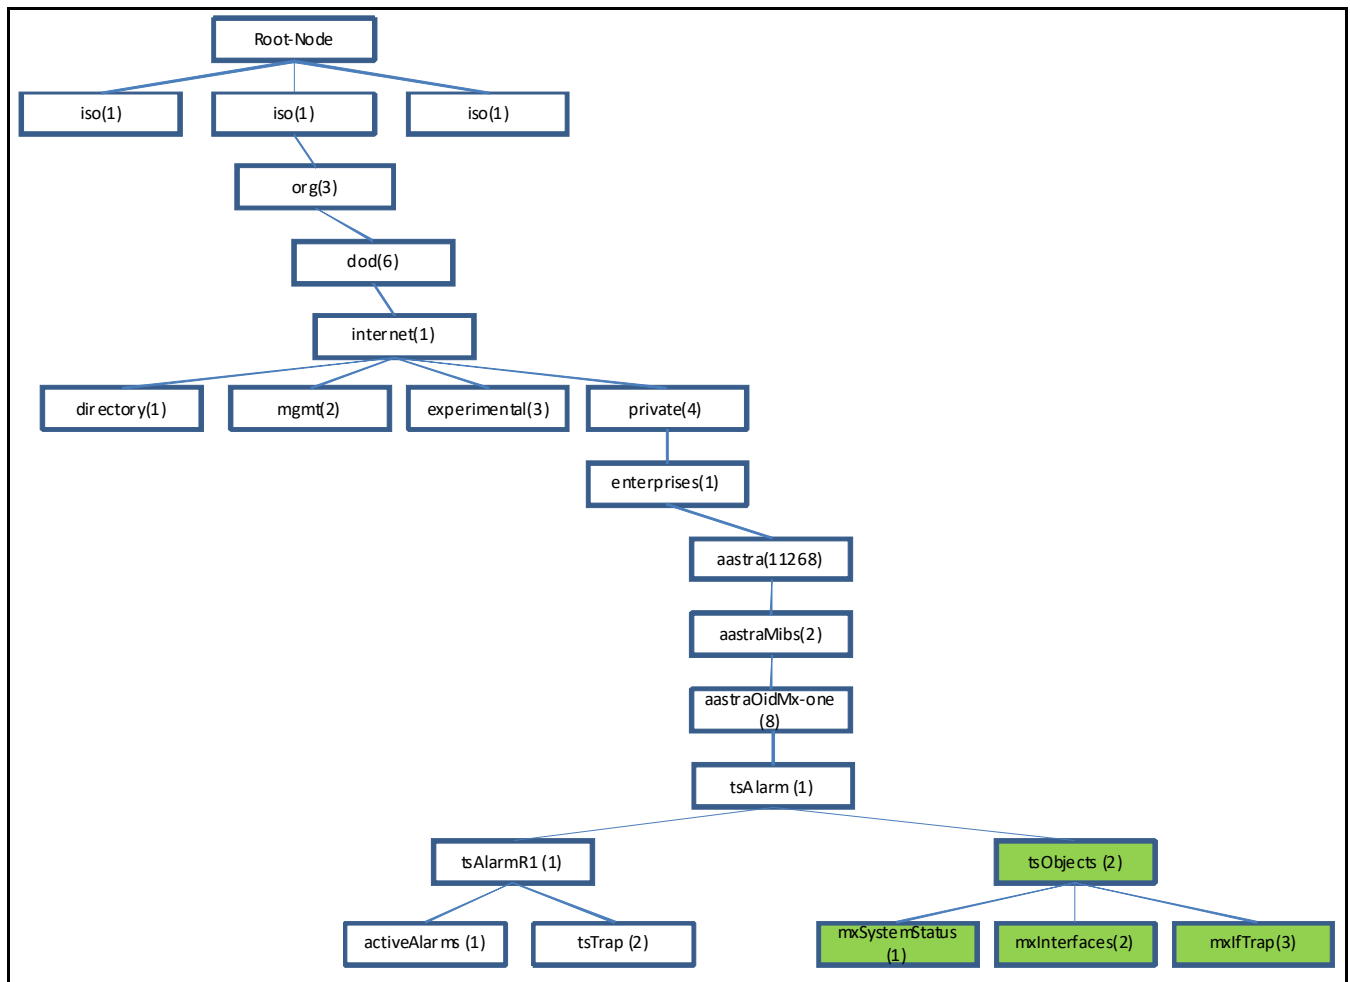 Root-Node
iso(1)
iso(1)
iso(1)
org(3)
dod(6)
internet(1)
directory(1)
mgmt(2)
experimental(3)
private(4)
enterprises(1)
aastra(11268)
aastraMibs(2)
aastraOidMx-one
(8)
tsAlarm (1)
tsAlarmR1 (1)
tsObjects (2)
activeAlarms (1)
tsTrap (2)
mxSystemStatus
(1)
mxInterfaces(2)
mxIfTrap(3)